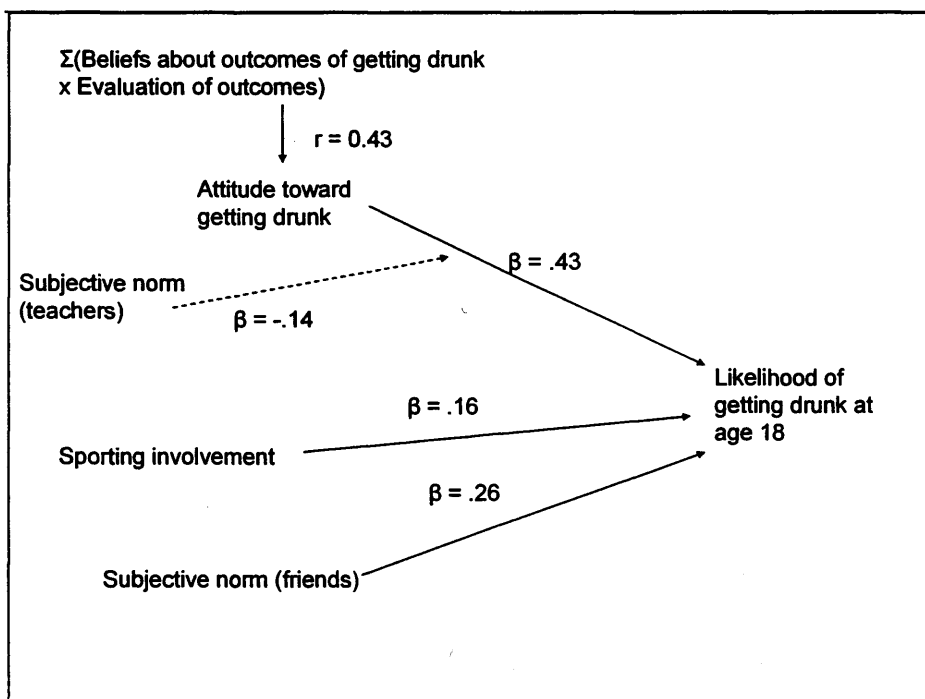 Σ(Beliefs about outcomes of getting drunk
x Evaluation of outcomes)
r = 0.43
Attitude toward
getting drunk
β = .43
Subjective norm
(teachers)
β = -.14
Likelihood of
getting drunk at
age 18
β = .16
Sporting involvement
β = .26
Subjective norm (friends)